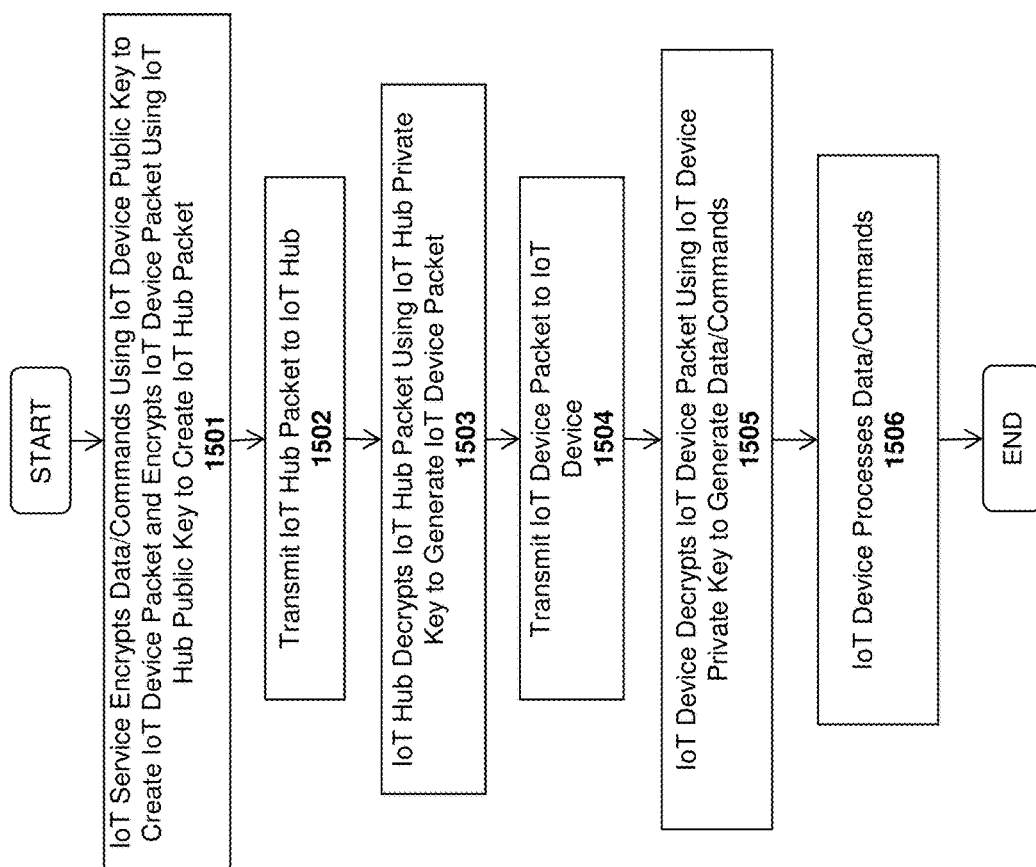 START
IoT Service Encrypts Data/Commands Using IoT Device Public Key to
Create IoT Device Packet and Encrypts IoT Device Packet Using IoT
Hub Public Key to Create IoT Hub Packet
1501
Transmit IoT Hub Packet to IoT Hub
1502
IoT Hub Decrypts IoT Hub Packet Using IoT Hub Private
Key to Generate IoT Device Packet
1503
Transmit IoT Device Packet to IoT
Device
1504
IoT Device Decrypts IoT Device Packet Using IoT Device
Private Key to Generate Data/Commands
1505
IoT Device Processes Data/Commands
1506
END